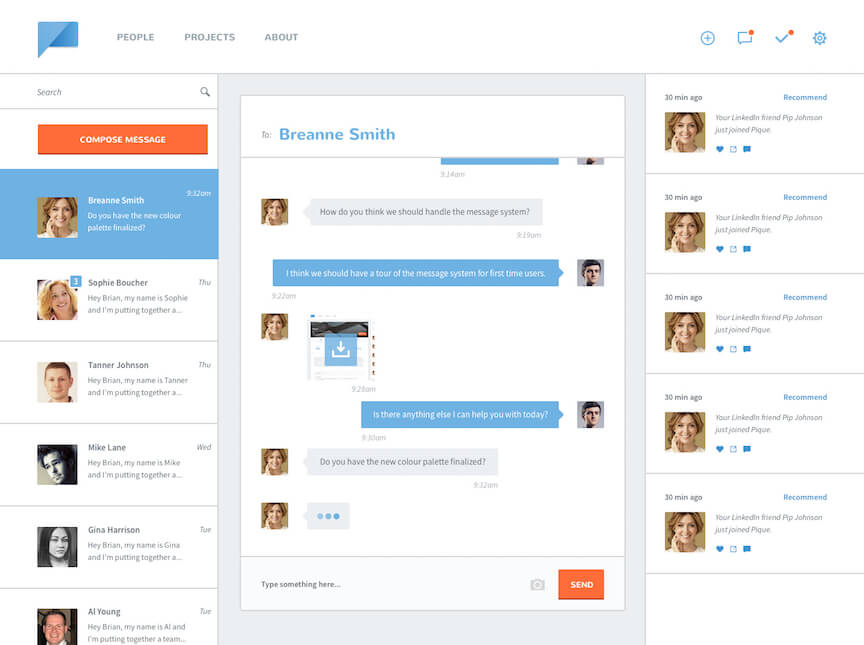 PEOPLE
PROJECTS
ABOUT
Search
COMPOSE MESSAGE
9:32am
Breanne Smith
Do you have the new colour
palette finalized?
3
Sophie Boucher
Thu
Hey Brian, my name is Sophie
and I'm putting together a...
Tanner Johnson
Thu
Hey Brian, my name is Tanner
and I'm putting together a...
Mike Lane
Wed
Hey Brian, my name is Mike
and I'm putting together a...
Gina Harrison
Tue
Hey Brian, my name is Gina
and I'm putting together a...
Al Young
Tue
Hey Brian, my name is Al and
I'm putting together a team...
To: Breanne Smith
9:14am
How do you think we should handle the message system?
9:19am
I think we should have a tour of the message system for first time users.
9:22am
9:28am
Is there anything else I can help you with today?
9:30am
Do you have the new colour palette finalized?
9:32am
Type something here...
SEND
30 min ago
Recommend
Your LinkedIn friend Pip Johnson
just joined Pique.
30 min ago
Recommend
Your LinkedIn friend Pip Johnson
just joined Pique.
30 min ago
Recommend
Your LinkedIn friend Pip Johnson
just joined Pique.
30 min ago
Recommend
Your LinkedIn friend Pip Johnson
just joined Pique.
30 min ago
Recommend
Your LinkedIn friend Pip Johnson
just joined Pique.